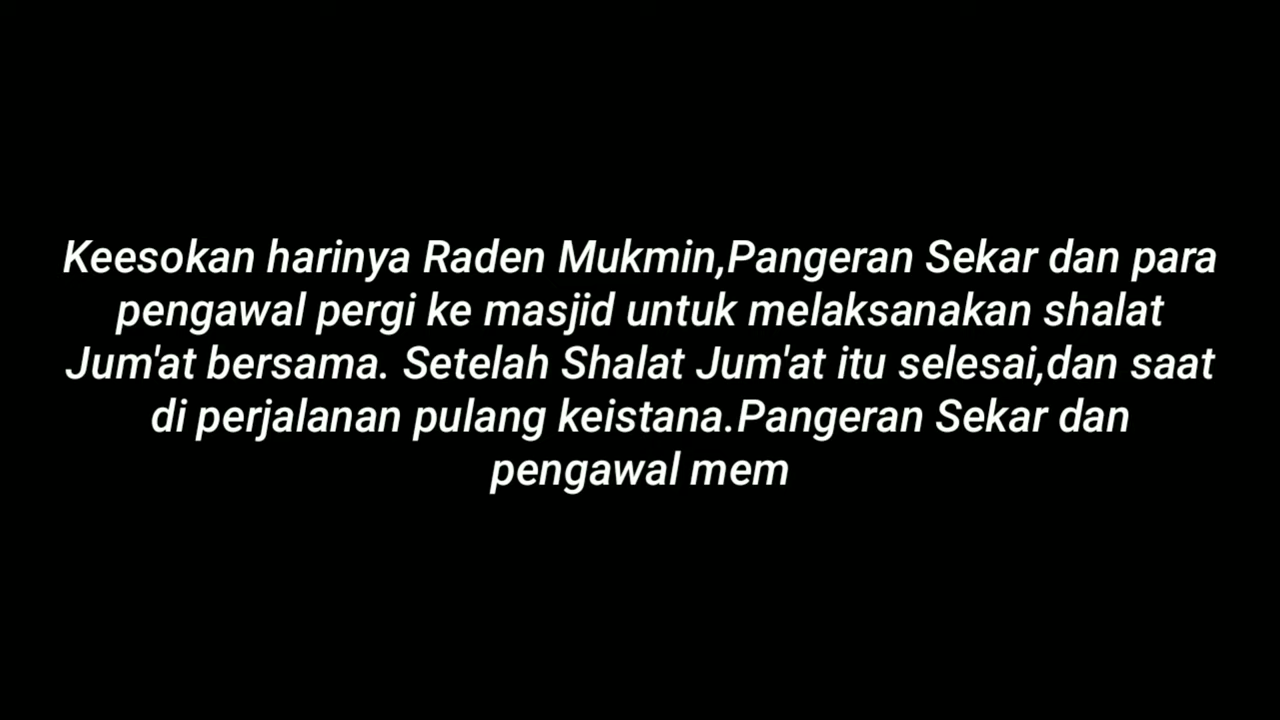 Keesokan harinya Raden Mukmin,Pangeran Sekar dan para
pengawal pergi ke masjid untuk melaksanakan shalat
Jum'at bersama. Setelah Shalat Jum'at itu selesai,dan saat
di perjalanan pulang keistana.Pangeran Sekar dan
pengawal mem